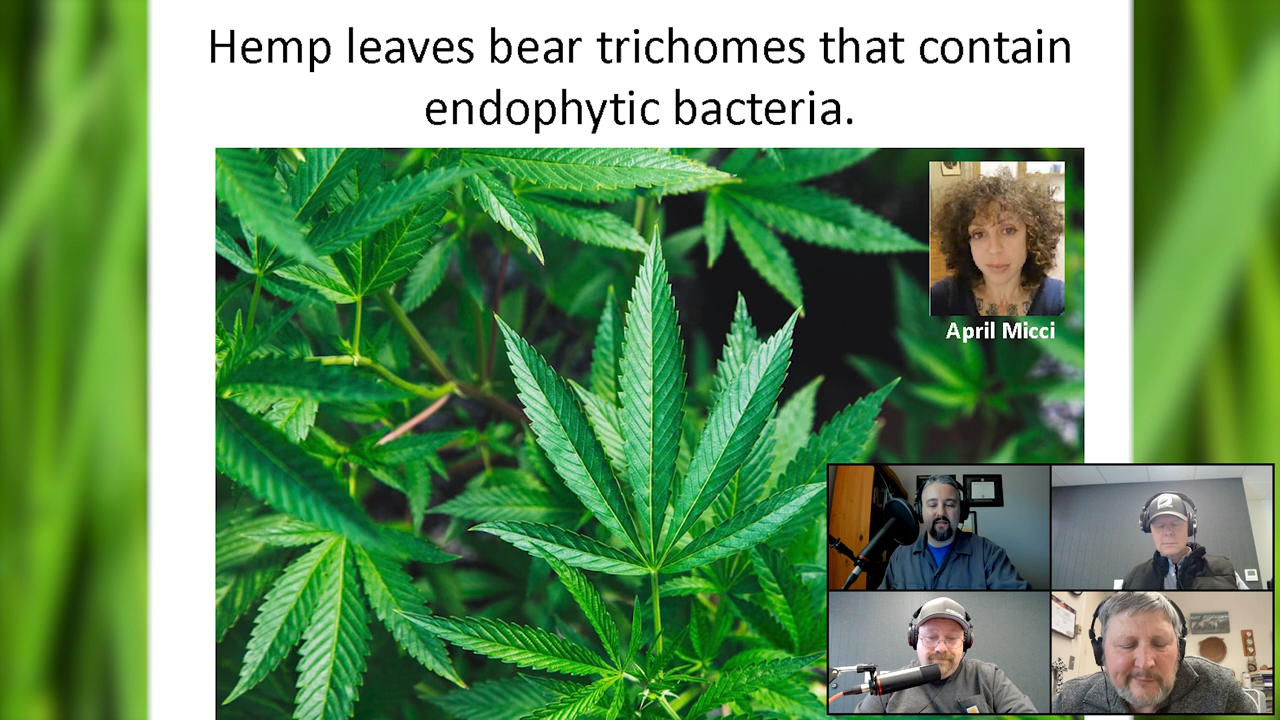 Hemp leaves bear trichomes that contain
endophytic bacteria.
April Micci